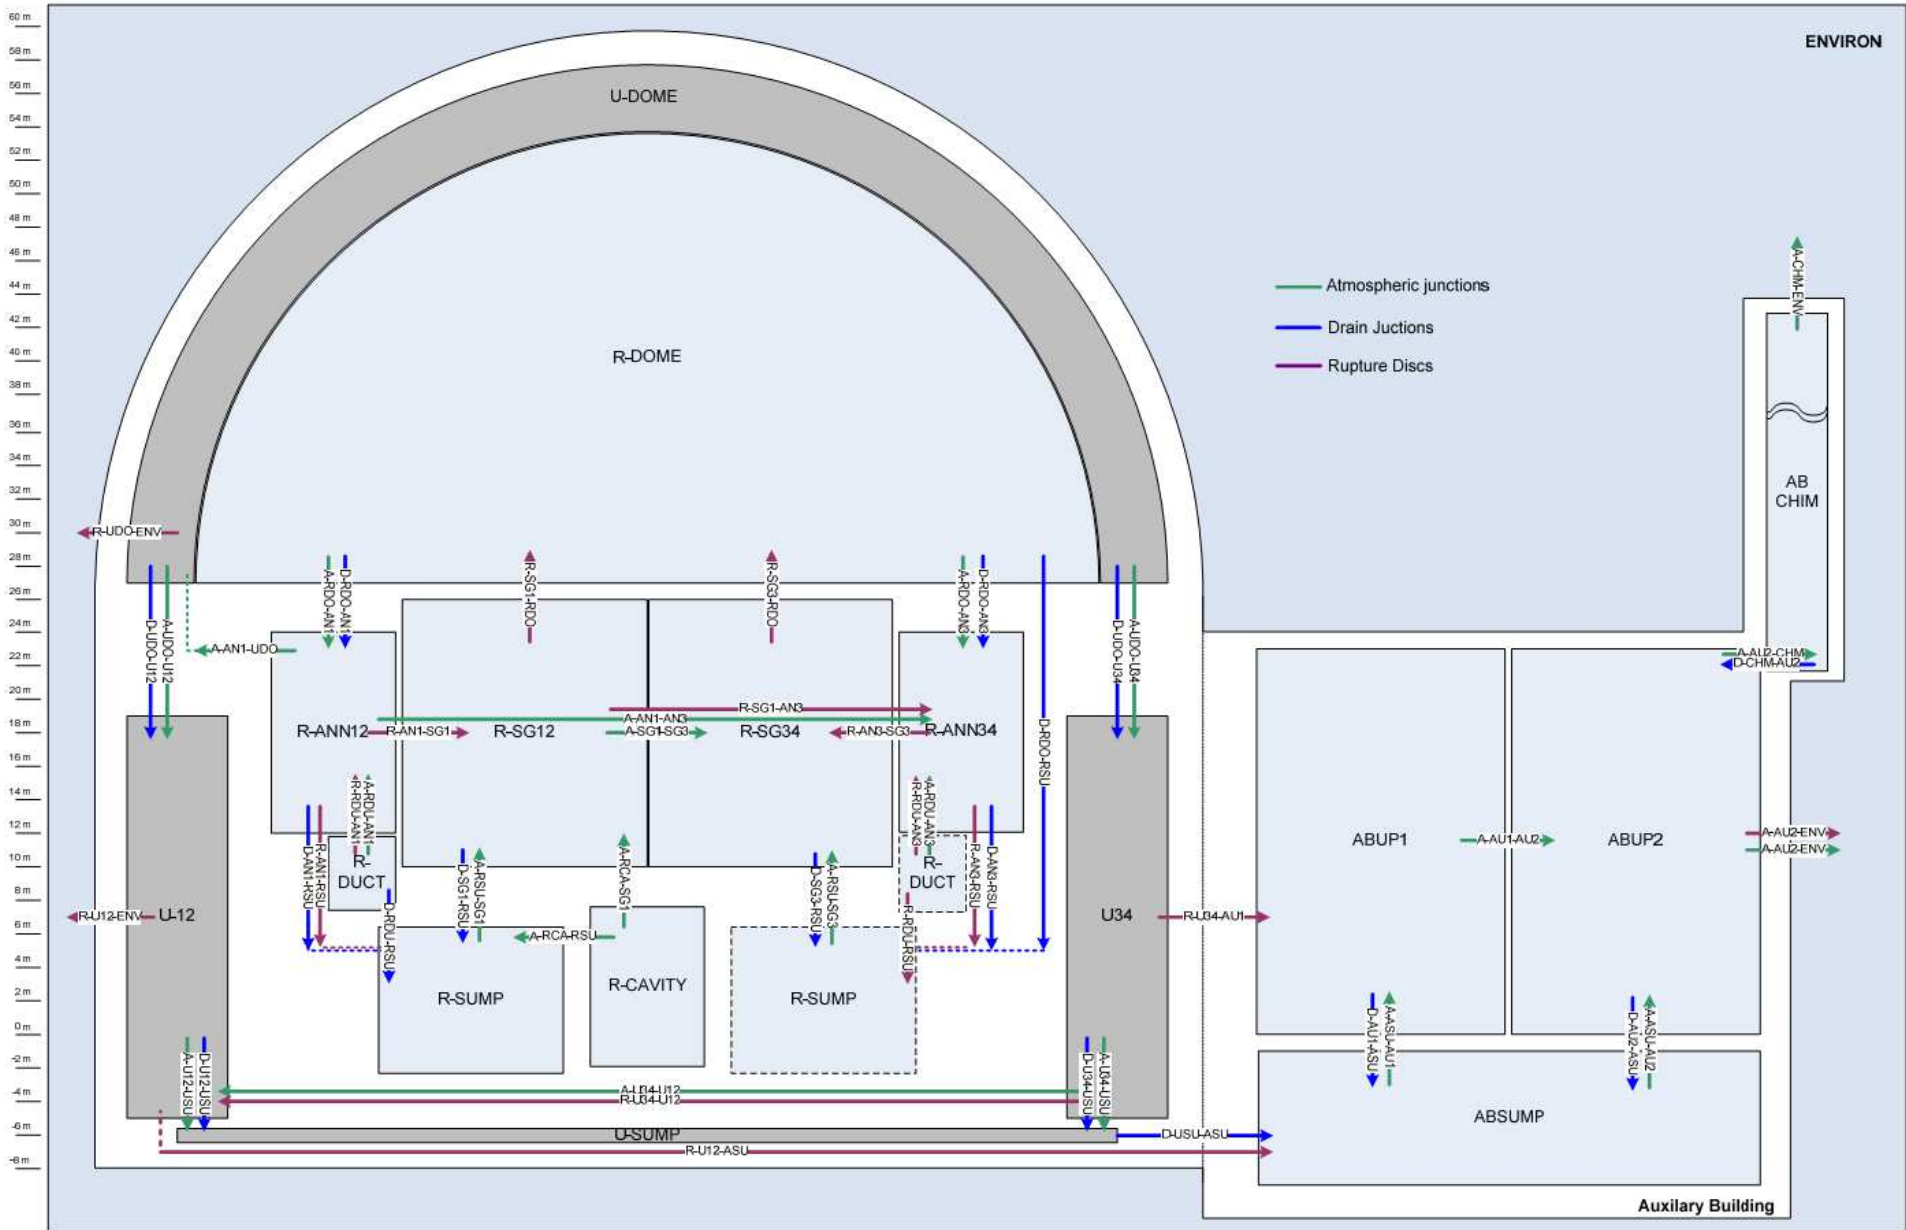 60 m
58 m
56 m
54 m
52 m
50 m
48 m
46 m
44 m
42 m
40 m
38 m
36 m
34 m
32 m
30 m
28 m
26 m
24 m
22 m
20 m
18 m
16 m
14 m
12 m
10 m
8 m
6 m
4 m
2 m
0 m
-2 m
-4 m
-6 m
-8 m
ENVIRON
U-DOME
R-DOME
Atmospheric junctions
Drain Juctions
Rupture Discs
A-CHM-ENV
AB
CHIM
R-UDO-ENV
D-UDO-U12
A-UDO-U12
A-AN1-UDO
A-RDO-AN1
D-RDO-AN1
R-SG1-RDO
R-SG3-RDO
A-RDO-AN3
D-RDO-AN3
D-RDO-RSU
D-UDO-U34
A-UDO-U34
A-AU2-CHM
D-CHM-AU2
R-ANN12
R-SG12
R-SG34
R-ANN34
R-SG1-AN3
A-AN1-AN3
R-AN1-SG1
A-SG1-SG3
R-AN3-SG3
R-RDU-AN1
A-RDU-AN1
R-RDU-AN3
A-RDU-AN3
D-AN1-RSU
R-AN1-RSU
R-
DUCT
D-RDU-RSU
D-SG1-RSU
A-RSU-SG1
A-RCA-SG1
A-RCA-RSU
D-SG3-RSU
A-RSU-SG3
R-
DUCT
R-RDU-RSU
R-AN3-RSU
D-AN3-RSU
ABUP1
A-AU1-AU2
ABUP2
A-AU2-ENV
A-AU2-ENV
R-U12-ENV
U-12
U34
R-U34-AU1
R-SUMP
R-CAVITY
R-SUMP
D-AU1-ASU
A-ASU-AU1
D-AU2-ASU
A-ASU-AU2
A-U12-USU
D-U12-USU
A-U34-U12
R-U34-U12
D-U34-USU
A-U34-USU
ABSUMP
U-SUMP
D-USU-ASU
R-U12-ASU
Auxilary Building